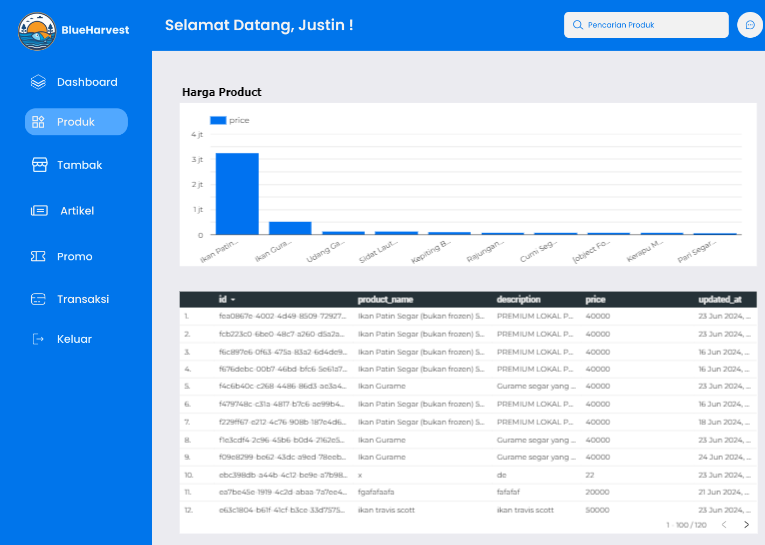 BlueHarvest
Selamat Datang, Justin !
Pencarian Produk
Dashboard
Produk
Tambak
Artikel
Promo
Transaksi
Keluar
Harga Product
price
4 jt
3 jt
2 jt
1 jt
0
Ikan Patin...
Ikan Gura...
Udang Ga...
Sidat Laut...
Kepiting B...
Rajungan...
Cumi Seg...
[object Fo...
Kerapu M...
Pari Segar...
id product_name description price updated_at
1. fea0867e-4002-4d49-8509-72927... Ikan Patin Segar (bukan frozen) S... PREMIUM LOKAL P... 40000 23 Jun 2024, ...
2. fcb223c0-6be0-48c7-a260-d5a2a... Ikan Patin Segar (bukan frozen) S... PREMIUM LOKAL P... 40000 23 Jun 2024, ...
3. f6c897e6-0f63-475a-83a2-6d4de9... Ikan Patin Segar (bukan frozen) S... PREMIUM LOKAL P... 40000 16 Jun 2024, ...
4. f676debc-00b7-46bd-bfc6-5e61a7... Ikan Patin Segar (bukan frozen) S... PREMIUM LOKAL P... 40000 16 Jun 2024, ...
5. f4c6b40c-c268-4486-86d3-ae3a4... Ikan Gurame Gurame segar yang ... 40000 23 Jun 2024, ...
6. f479748c-c31a-4817-b7c6-ae99b4... Ikan Patin Segar (bukan frozen) S... PREMIUM LOKAL P... 40000 16 Jun 2024, ...
7. f229ff67-e212-4c76-908b-187e4d6... Ikan Patin Segar (bukan frozen) S... PREMIUM LOKAL P... 40000 18 Jun 2024, ...
8. f1e3cdf4-2c96-45b6-b0d4-2162e5... Ikan Gurame Gurame segar yang ... 40000 23 Jun 2024, ...
9. f09e8299-be62-43dc-a9ed-78eeb... Ikan Gurame Gurame segar yang ... 40000 24 Jun 2024, ...
10. ebc398db-a44b-4c12-be9e-a7b98... x de 22 23 Jun 2024, ...
11. ea7be45e-1919-4c2d-abaa-7a7ee4... fgafafaafa fafafsf 20000 21 Jun 2024, ...
12. e63c1804-b61f-41cf-b3ce-33d7575... ikan travis scott ikan travis scott 50000 23 Jun 2024, ...
1 - 100 / 120